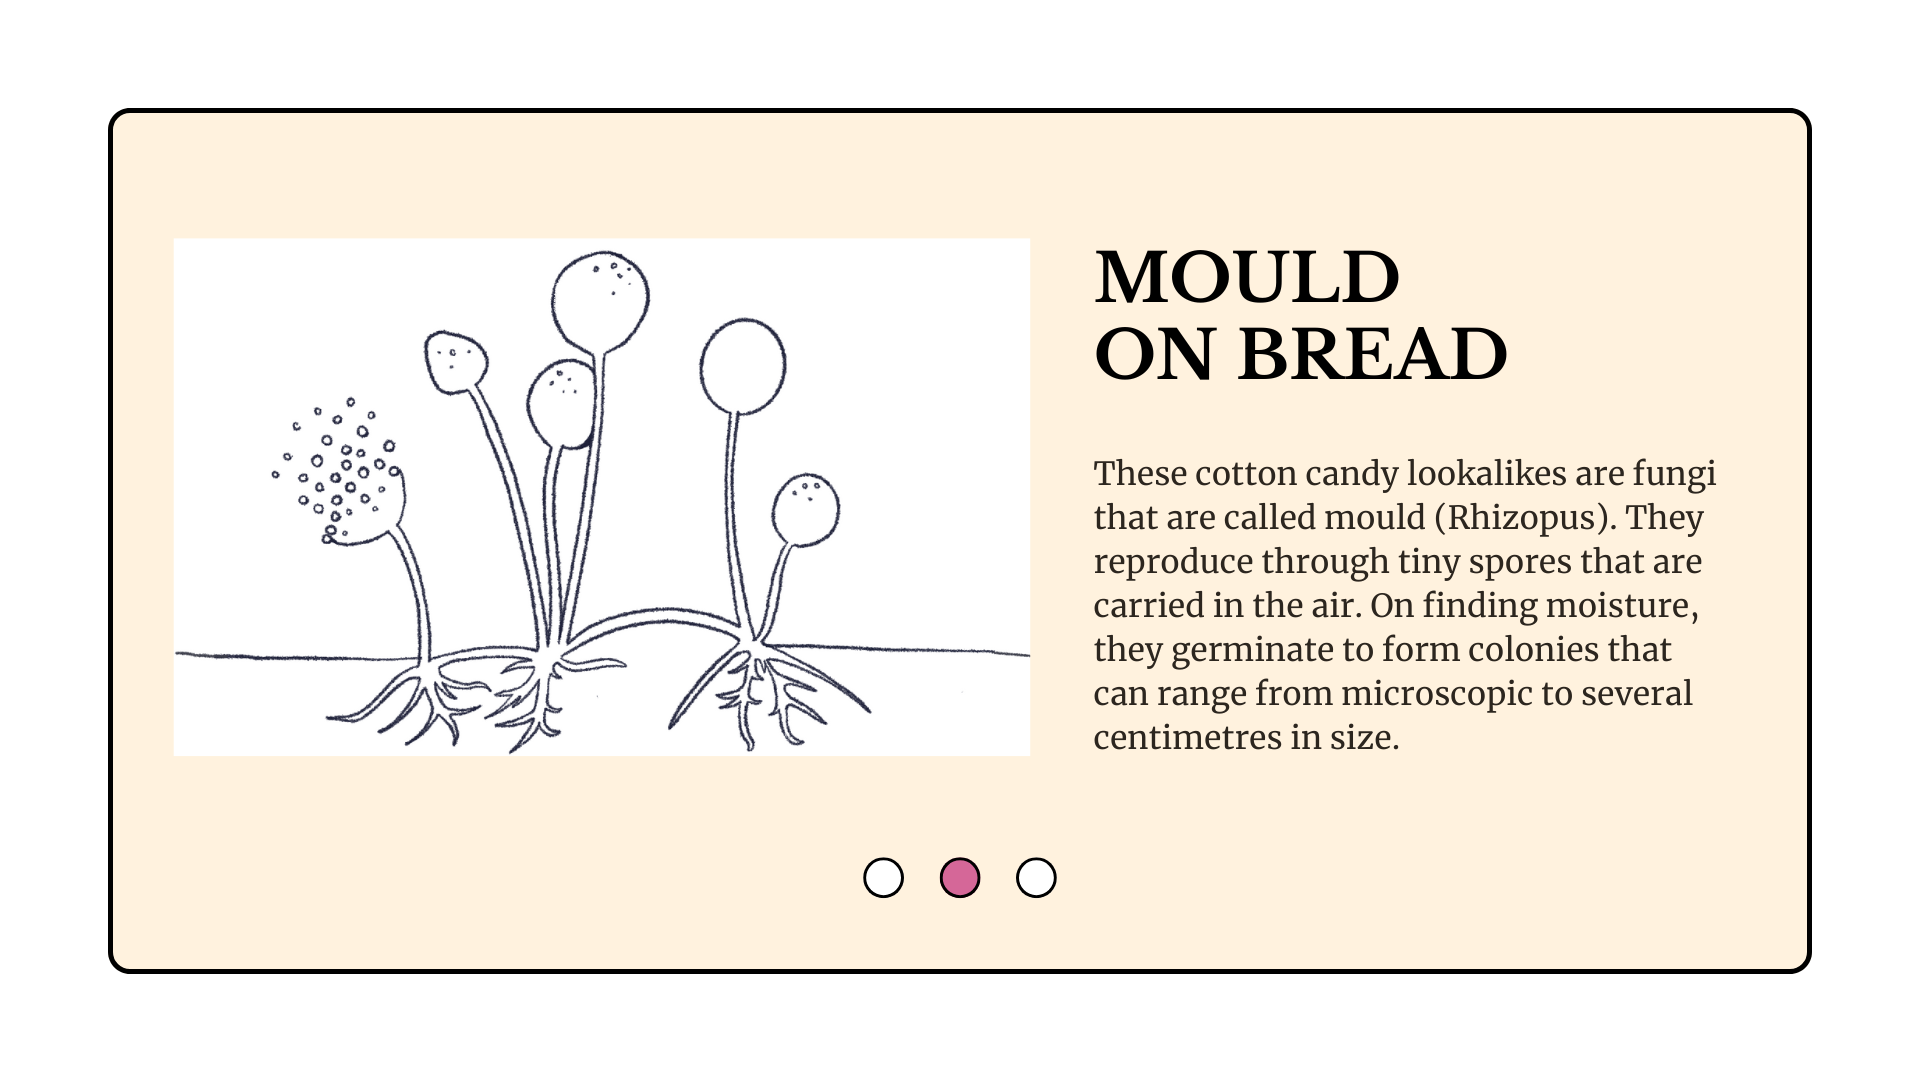 MOULD
ON BREAD
These cotton candy lookalikes are fungi
that are called mould (Rhizopus). They
reproduce through tiny spores that are
carried in the air. On finding moisture,
they germinate to form colonies that
can range from microscopic to several
centimetres in size.